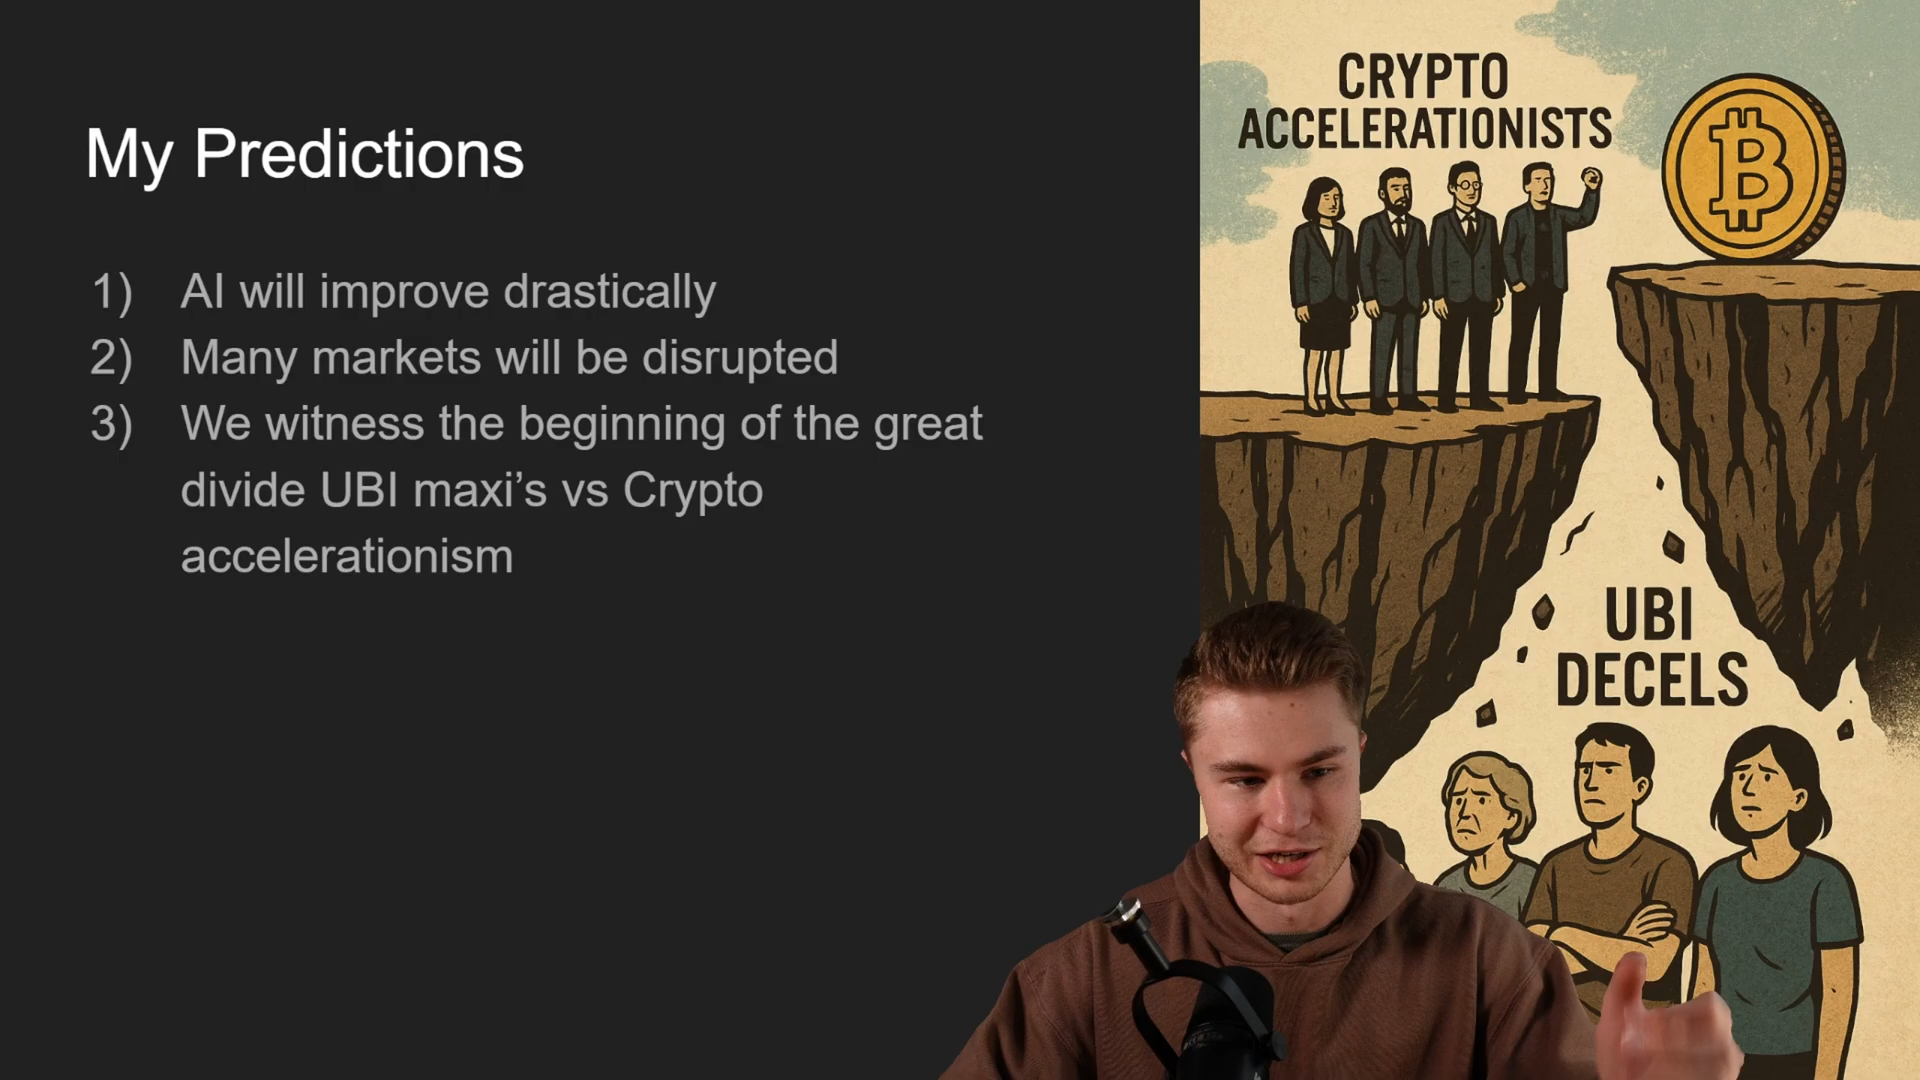 My Predictions
1) AI will improve drastically
2) Many markets will be disrupted
3) We witness the beginning of the great
divide UBI maxi’s vs Crypto
accelerationism
CRYPTO
ACCELERATIONISTS
UBI
DECELS